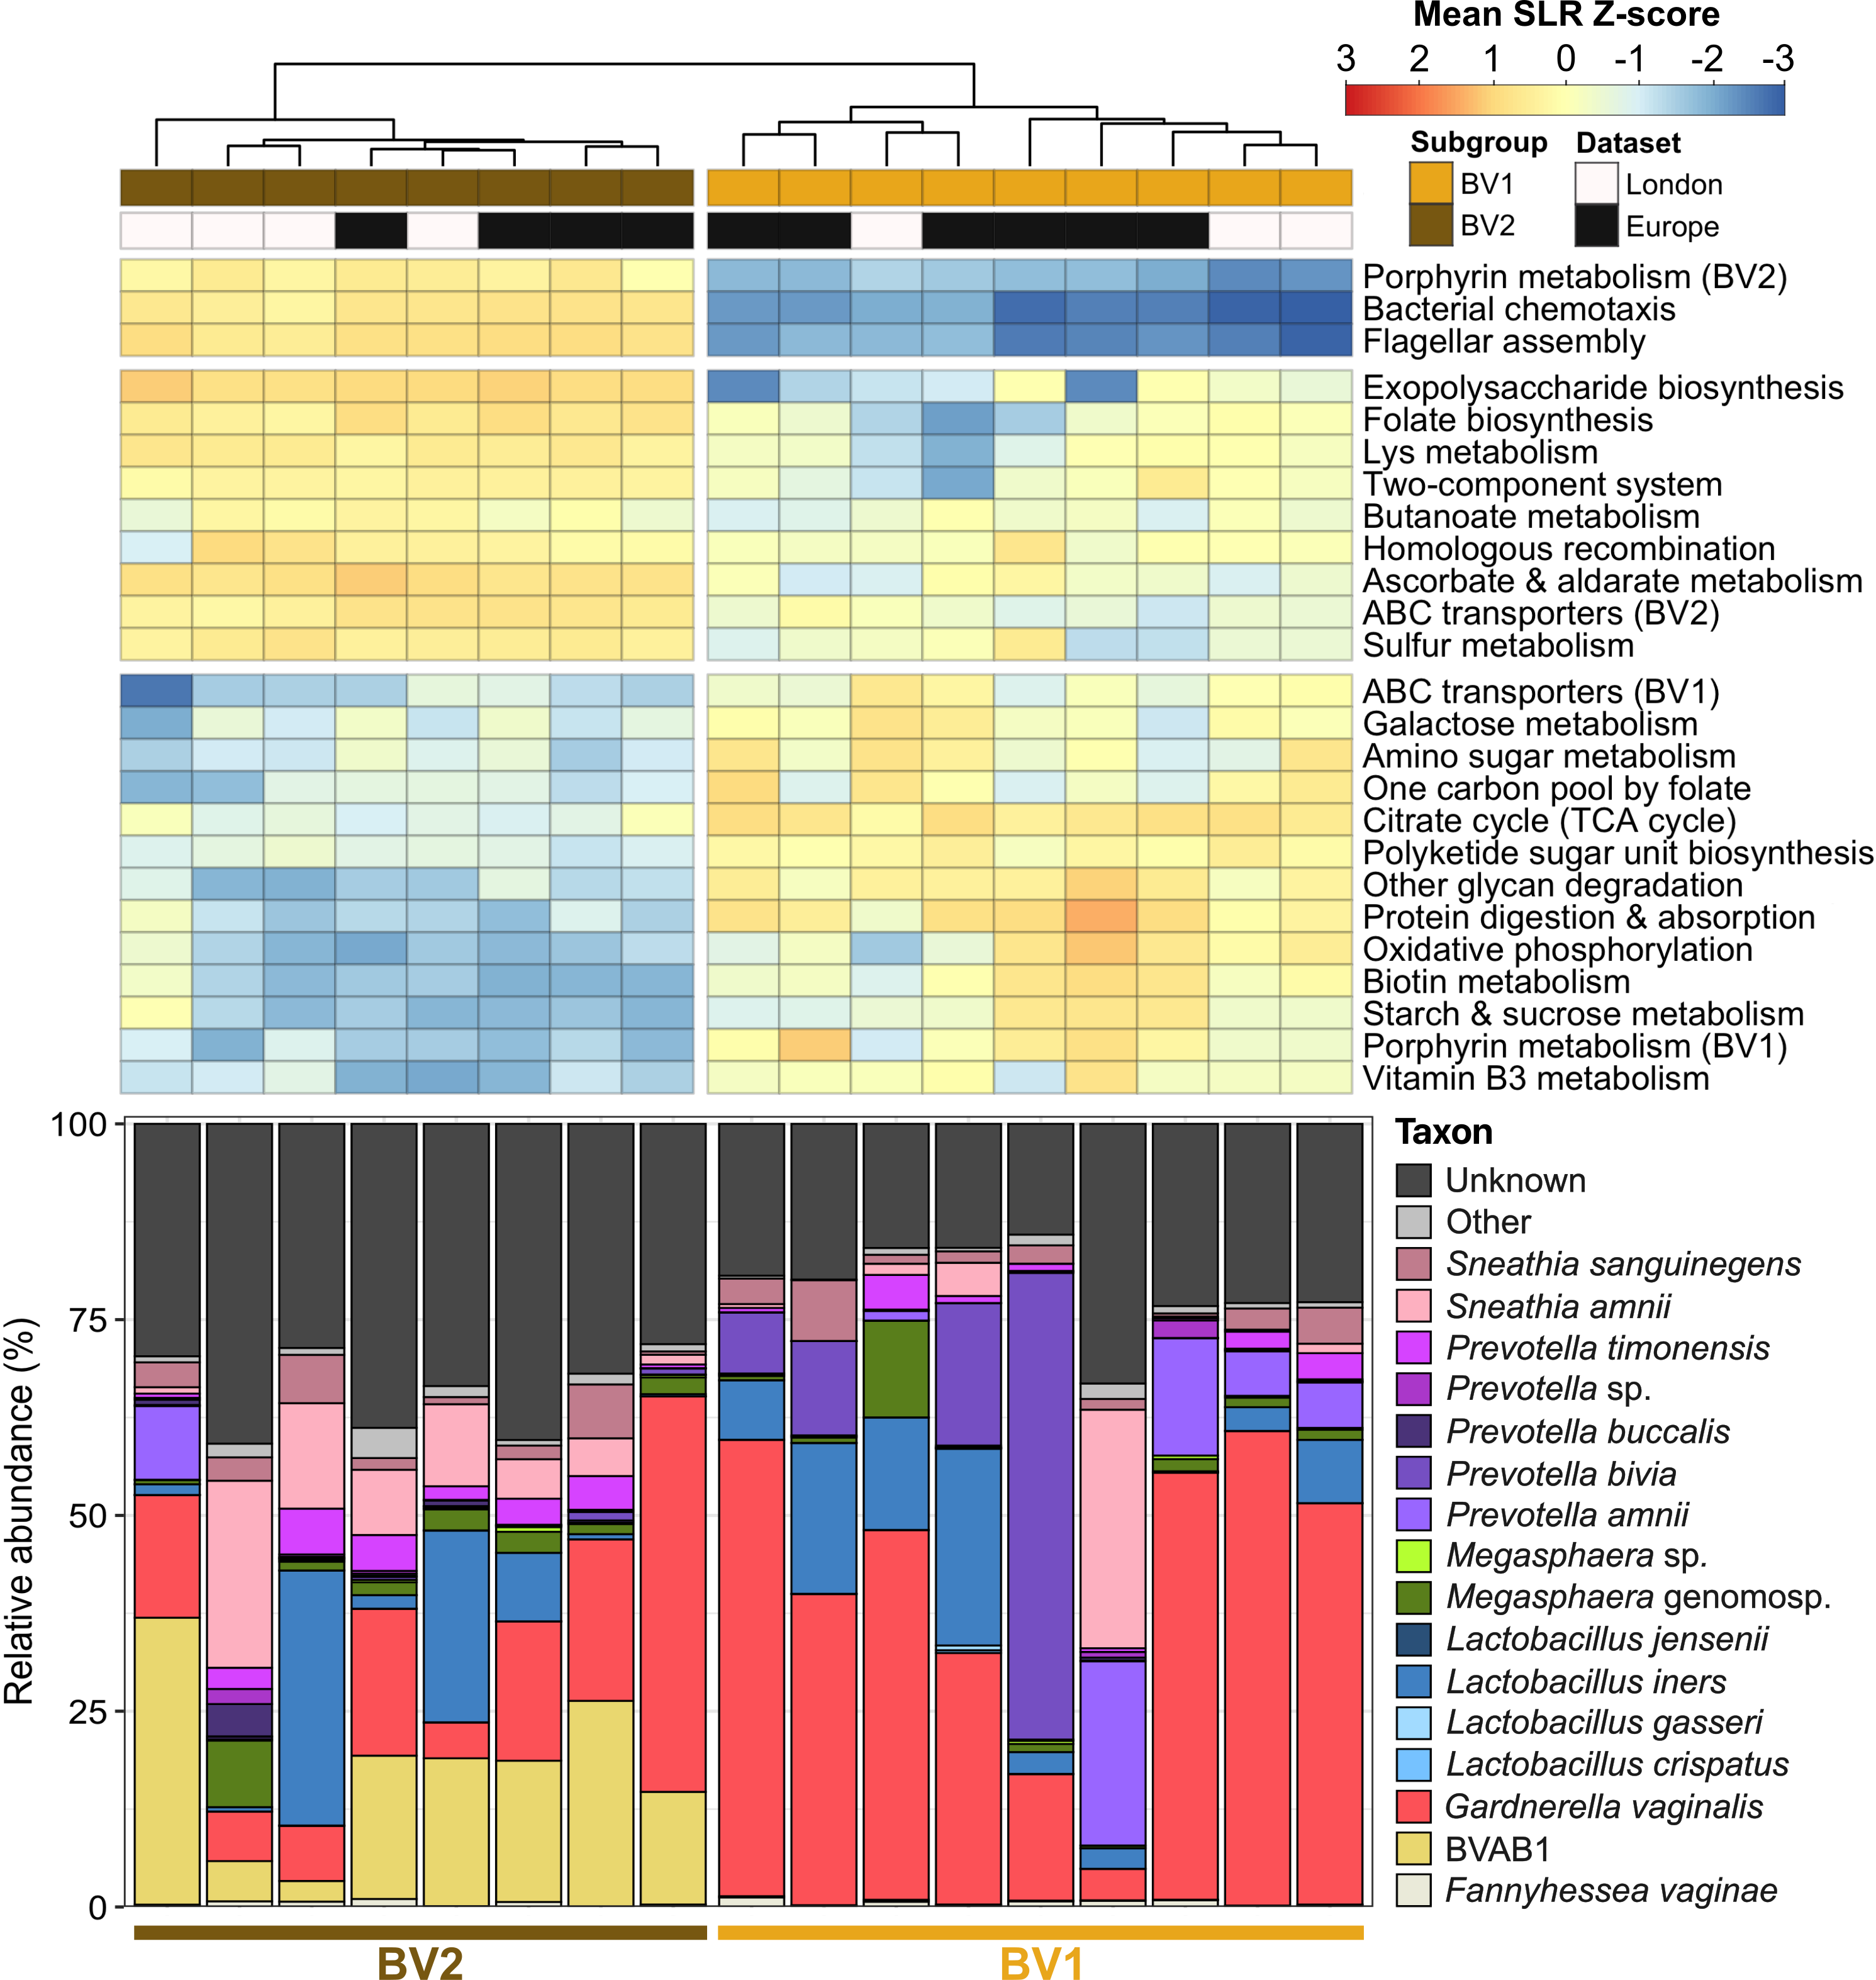 Mean SLR Z-score
3 2 1 0 -1 -2 -3
Subgroup
BV1
BV2
Dataset
London
Europe
Porphyrin metabolism (BV2)
Bacterial chemotaxis
Flagellar assembly
Exopolysaccharide biosynthesis
Folate biosynthesis
Lys metabolism
Two-component system
Butanoate metabolism
Homologous recombination
Ascorbate & aldarate metabolism
ABC transporters (BV2)
Sulfur metabolism
ABC transporters (BV1)
Galactose metabolism
Amino sugar metabolism
One carbon pool by folate
Citrate cycle (TCA cycle)
Polyketide sugar unit biosynthesis
Other glycan degradation
Protein digestion & absorption
Oxidative phosphorylation
Biotin metabolism
Starch & sucrose metabolism
Porphyrin metabolism (BV1)
Vitamin B3 metabolism
Relative abundance (%)
100
75
50
25
0
Taxon
Unknown
Other
Sneathia sanguinegens
Sneathia amnii
Prevotella timonensis
Prevotella sp.
Prevotella buccalis
Prevotella bivia
Prevotella amnii
Megasphaera sp.
Megasphaera genomosp.
Lactobacillus jensenii
Lactobacillus iners
Lactobacillus gasseri
Lactobacillus crispatus
Gardnerella vaginalis
BVAB1
Fannyhessea vaginae
BV2
BV1